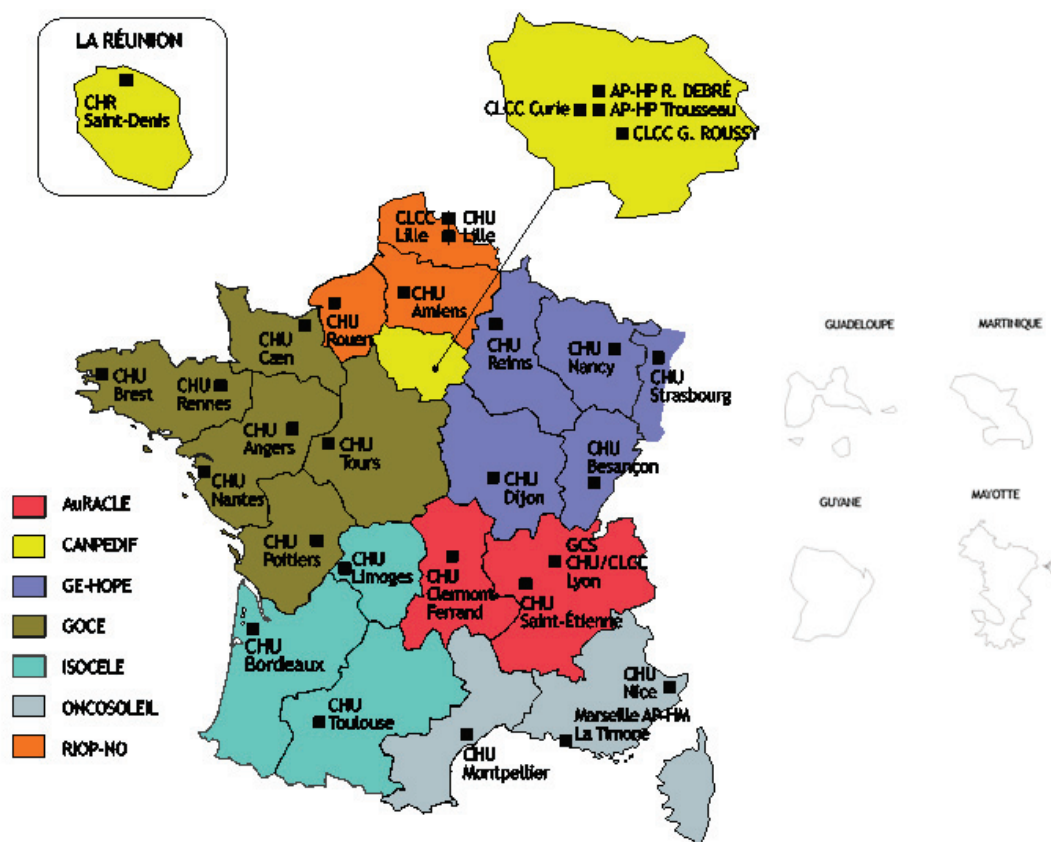 LA RÉUNION
CHR
Saint-Denis
AP-HP R. DEBRÉ
CLCC Curie
AP-HP Trousseau
CLCC G. ROUSSY
CLCC
Lille
CHU
Lille
CHU
Amiens
CHU
Rouen
CHU
Cæn
CHU
Reims
CHU
Nancy
CHU
Strasbourg
CHU
Brest
CHU
Rennes
CHU
Angers
CHU
Tours
CHU
Nantes
CHU
Besançon
CHU
Dijon
CHU
Poitiers
CHU
Limoges
CHU
Clermont-
Ferrand
GCS
CHU/CLCC
Lyon
CHU
Saint-Étienne
CHU
Bordeaux
CHU
Toulouse
CHU
Montpellier
CHU
Nice
Marseille AP-HM
La Timone
AuRACLE
CANPEDIF
GE-HOPE
GOCE
ISOCELE
ONCOSOLEIL
RIOP-NO
GUADELOUPE
MARTINIQUE
GUYANE
MAYOTTE